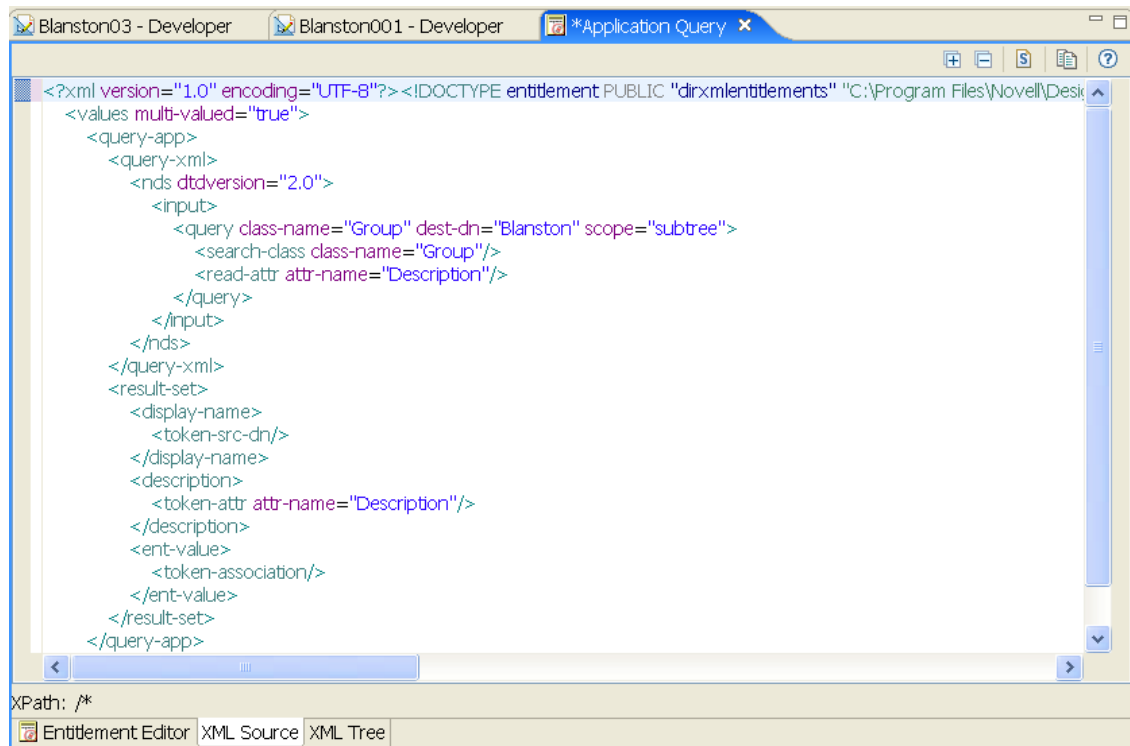 Blanston03 - Developer Blanston001 - Developer *Application Query
<?xml version="1.0" encoding="UTF-8"?><!DOCTYPE entitlement PUBLIC "dirxmlentitlements" "C:\Program Files\Novell\Desi
<values multi-valued="true">
<query-app>
<query-xml>
<nds dtdversion="2.0">
<input>
<query class-name="Group" dest-dn="Blanston" scope="subtree">
<search-class class-name="Group"/>
<read-attr attr-name="Description"/>
</query>
</input>
</nds>
</query-xml>
<result-set>
<display-name>
<token-src-dn/>
</display-name>
<description>
<token-attr attr-name="Description"/>
</description>
<ent-value>
<token-association/>
</ent-value>
</result-set>
</query-app>
XPath: /*
Entitlement Editor XML Source XML Tree